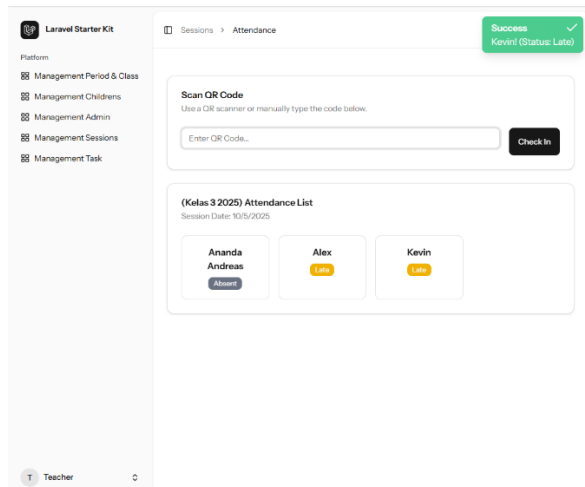 Laravel Starter Kit
Platform
Management Period & Class
Management Childrens
Management Admin
Management Sessions
Management Task
T Teacher
Sessions > Attendance
Success
Kevin! (Status: Late)
Scan QR Code
Use a QR scanner or manually type the code below.
Enter QR Code...
Check In
(Kelas 3 2025) Attendance List
Session Date: 10/5/2025
Ananda
Andreas
Absent
Alex
Late
Kevin
Late